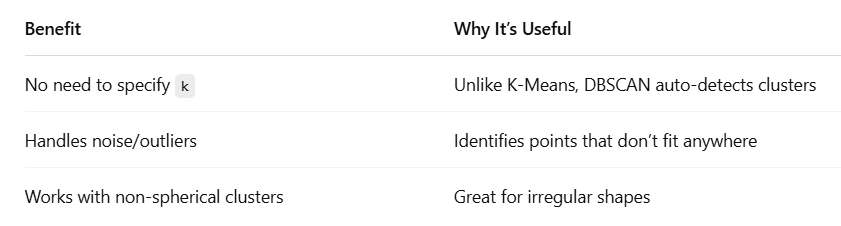 Benefit Why It’s Useful
No need to specify k Unlike K-Means, DBSCAN auto-detects clusters
Handles noise/outliers Identifies points that don’t fit anywhere
Works with non-spherical clusters Great for irregular shapes